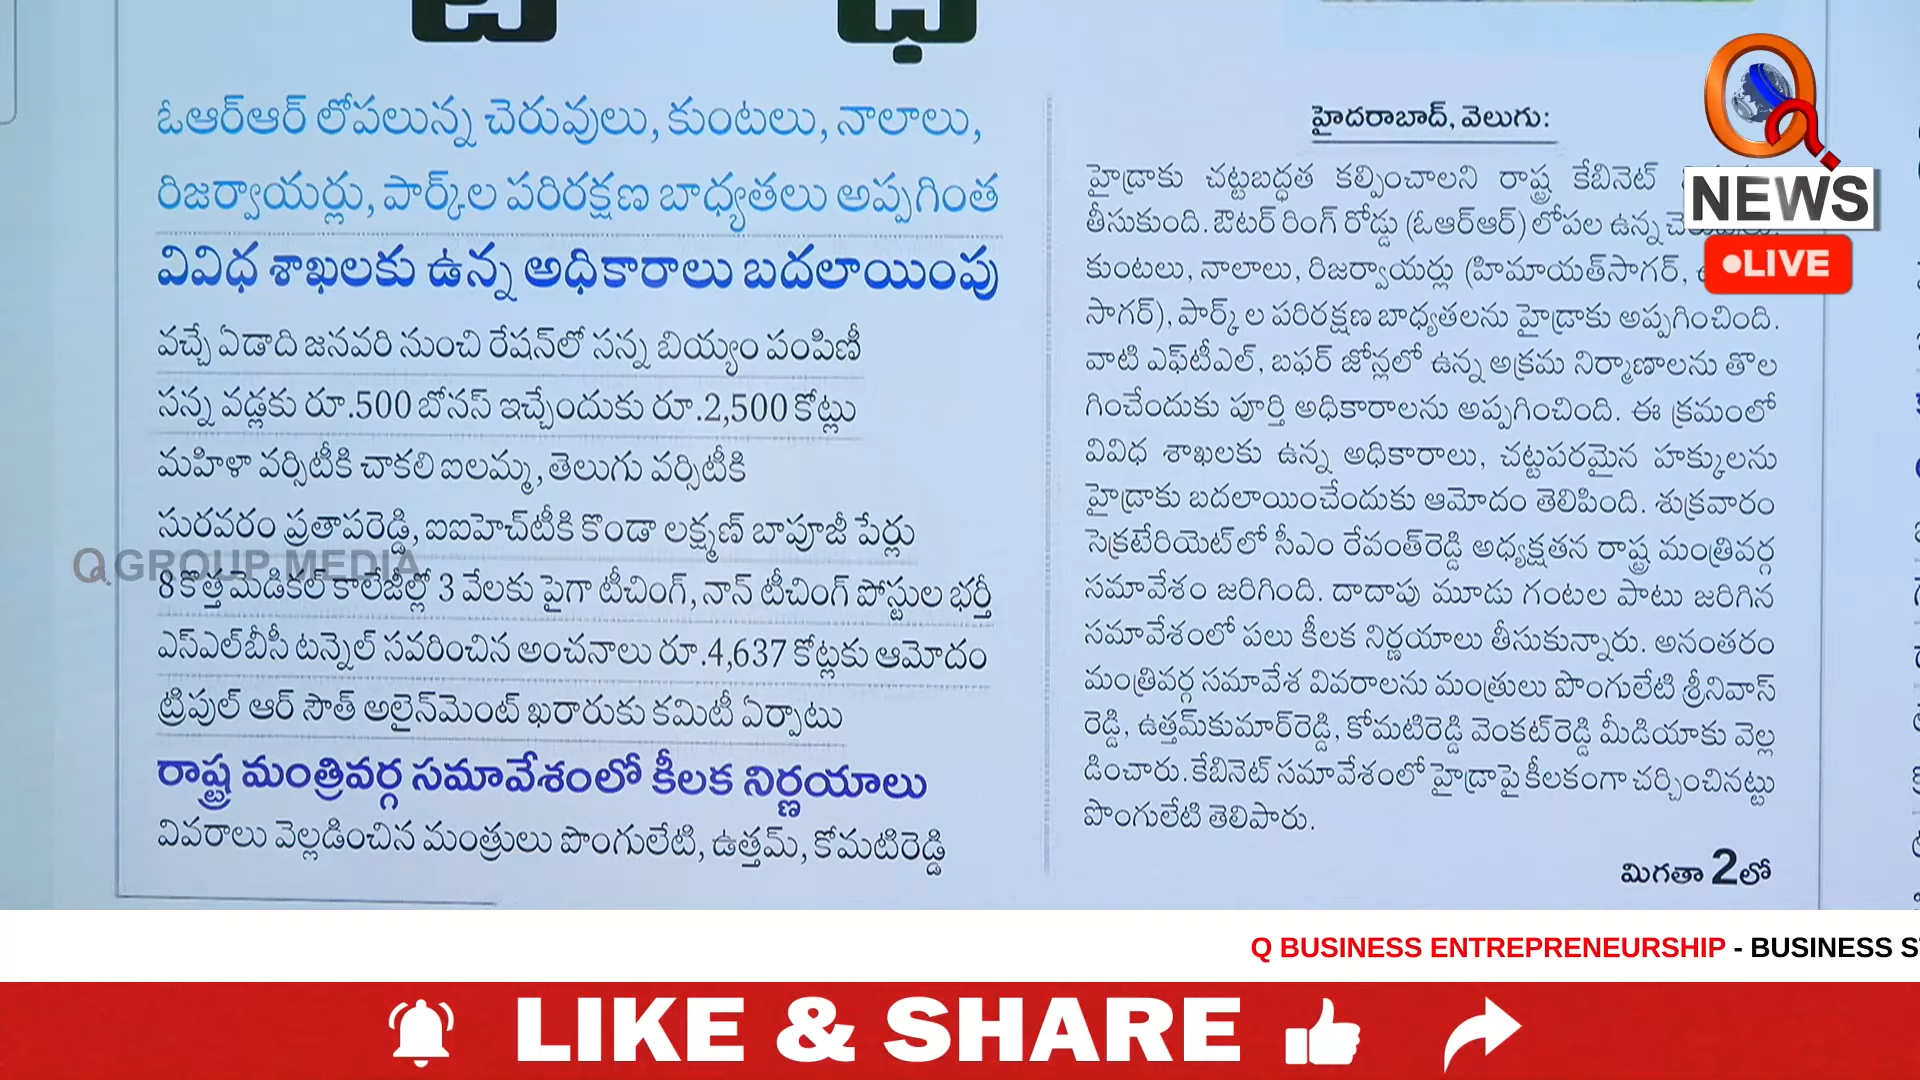 ఓఆర్ఆర్ లోపలున్న చెరువులు, కుంటలు, నాలాలు,
రిజర్వాయర్లు, పార్క్‌ల పరిరక్షణ బాధ్యతలు అప్పగింత
వివిధ శాఖలకు ఉన్న అధికారాలు బదలాయింపు
వచ్చే ఏడాది జనవరి నుంచి రేషన్‌లో సన్న బియ్యం పంపిణీ
సన్న వడ్లకు రూ.500 బోనస్ ఇచ్చేందుకు రూ.2,500 కోట్లు
మహిళా వర్సిటీకి చాకలి ఐలమ్మ, తెలుగు వర్సిటీకి
సురవరం ప్రతాపరెడ్డి, ఐఐహెచ్‌టీకి కొండా లక్ష్మణ్ బాపూజీ పేర్లు
8 కొత్త మెడికల్ కాలేజీల్లో 3 వేలకు పైగా టీచింగ్, నాన్ టీచింగ్ పోస్టుల భర్తీ
ఎస్ఎల్‌బీసీ టన్నెల్ సవరించిన అంచనాలు రూ.4,637 కోట్లకు ఆమోదం
ట్రిపుల్ ఆర్ సౌత్ అలైన్‌మెంట్ ఖరారుకు కమిటీ ఏర్పాటు
రాష్ట్ర మంత్రివర్గ సమావేశంలో కీలక నిర్ణయాలు
వివరాలు వెల్లడించిన మంత్రులు పొంగులేటి, ఉత్తమ్, కోమటిరెడ్డి
హైదరాబాద్, వెలుగు:
హైడ్రాకు చట్టబద్ధత కల్పించాలని రాష్ట్ర కేబినెట్
తీసుకుంది. ఔటర్ రింగ్ రోడ్డు (ఓఆర్ఆర్) లోపల ఉన్న
కుంటలు, నాలాలు, రిజర్వాయర్లు (హిమాయత్‌సాగర్,
సాగర్), పార్క్ ల పరిరక్షణ బాధ్యతలను హైడ్రాకు అప్పగించింది.
వాటి ఎఫ్‌టీఎల్, బఫర్ జోన్లలో ఉన్న అక్రమ నిర్మాణాలను తొల
గించేందుకు పూర్తి అధికారాలను అప్పగించింది. ఈ క్రమంలో
వివిధ శాఖలకు ఉన్న అధికారాలు, చట్టపరమైన హక్కులను
హైడ్రాకు బదలాయించేందుకు ఆమోదం తెలిపింది. శుక్రవారం
సెక్రటేరియెట్‌లో సీఎం రేవంత్‌రెడ్డి అధ్యక్షతన రాష్ట్ర మంత్రివర్గ
సమావేశం జరిగింది. దాదాపు మూడు గంటల పాటు జరిగిన
సమావేశంలో పలు కీలక నిర్ణయాలు తీసుకున్నారు. అనంతరం
మంత్రివర్గ సమావేశ వివరాలను మంత్రులు పొంగులేటి శ్రీనివాస్
రెడ్డి, ఉత్తమ్‌కుమార్‌రెడ్డి, కోమటిరెడ్డి వెంకట్‌రెడ్డి మీడియాకు వెల్ల
డించారు. కేబినెట్ సమావేశంలో హైడ్రాపై కీలకంగా చర్చించినట్టు
పొంగులేటి తెలిపారు.
మిగతా 2లో
Q NEWS
LIVE
Q GROUP MEDIA
Q BUSINESS ENTREPRENEURSHIP - BUSINESS
LIKE & SHARE